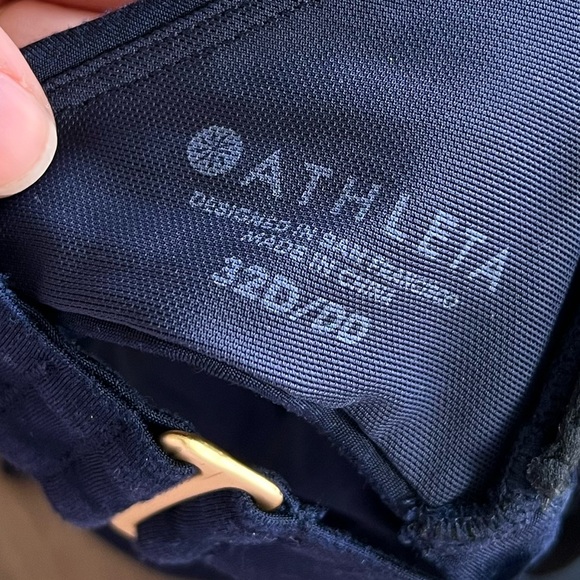 ATHLETA
DESIGNED IN SAN FRANCISCO
MADE IN CHINA
32D/DD